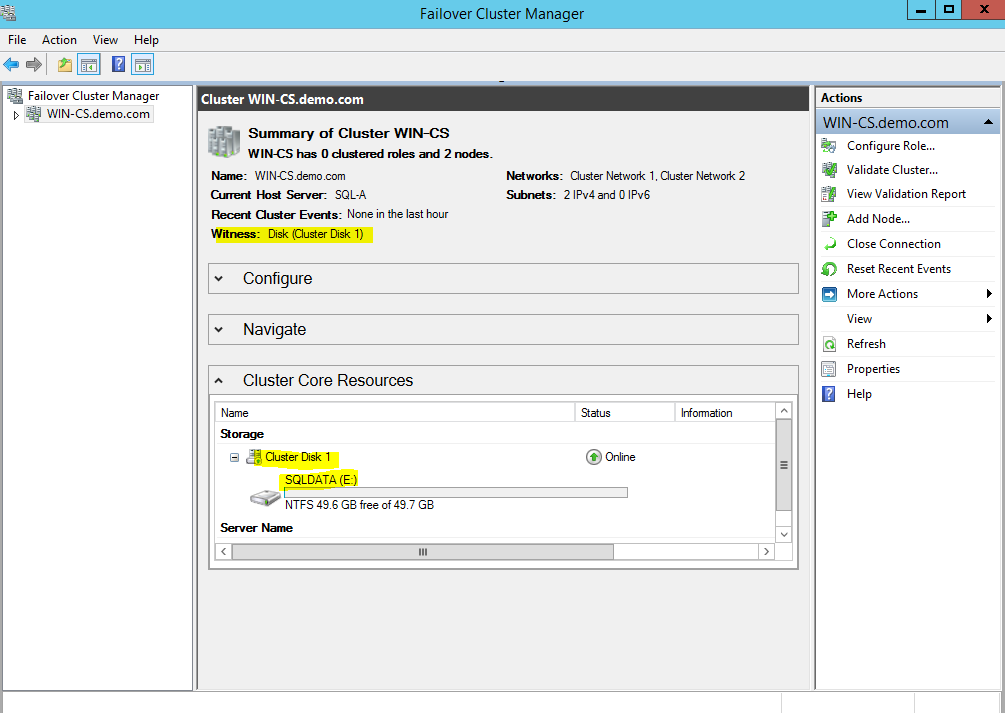 Failover Cluster Manager
File Action View Help
Failover Cluster Manager
WIN-CS.demo.com
Cluster WIN-CS.demo.com
Summary of Cluster WIN-CS
WIN-CS has 0 clustered roles and 2 nodes.
Name: WIN-CS.demo.com
Networks: Cluster Network 1, Cluster Network 2
Current Host Server: SQL-A
Subnets: 2 IPv4 and 0 IPv6
Recent Cluster Events: None in the last hour
Witness: Disk (Cluster Disk 1)
Configure
Navigate
Cluster Core Resources
Name Status Information
Storage
Cluster Disk 1 Online
SQLDATA (E:)
NTFS 49.6 GB free of 49.7 GB
Server Name
Actions
WIN-CS.demo.com
Configure Role...
Validate Cluster...
View Validation Report
Add Node...
Close Connection
Reset Recent Events
More Actions
View
Refresh
Properties
Help